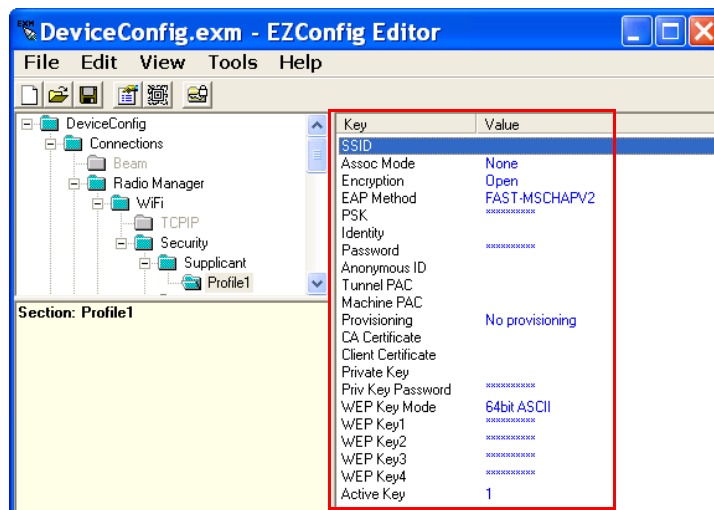 DeviceConfig.exm - EZConfig Editor
File Edit View Tools Help
DeviceConfig
Connections
Beam
Radio Manager
WiFi
TCPIP
Security
Supplicant
Profile1
Section: Profile1
Key Value
SSID
Assoc Mode None
Encryption Open
EAP Method FAST-MSCHAPV2
PSK **********
Identity
Password **********
Anonymous ID
Tunnel PAC
Machine PAC
Provisioning No provisioning
CA Certificate
Client Certificate
Private Key
Priv Key Password **********
WEP Key Mode 64bit ASCII
WEP Key1 **********
WEP Key2 **********
WEP Key3 **********
WEP Key4 **********
Active Key 1